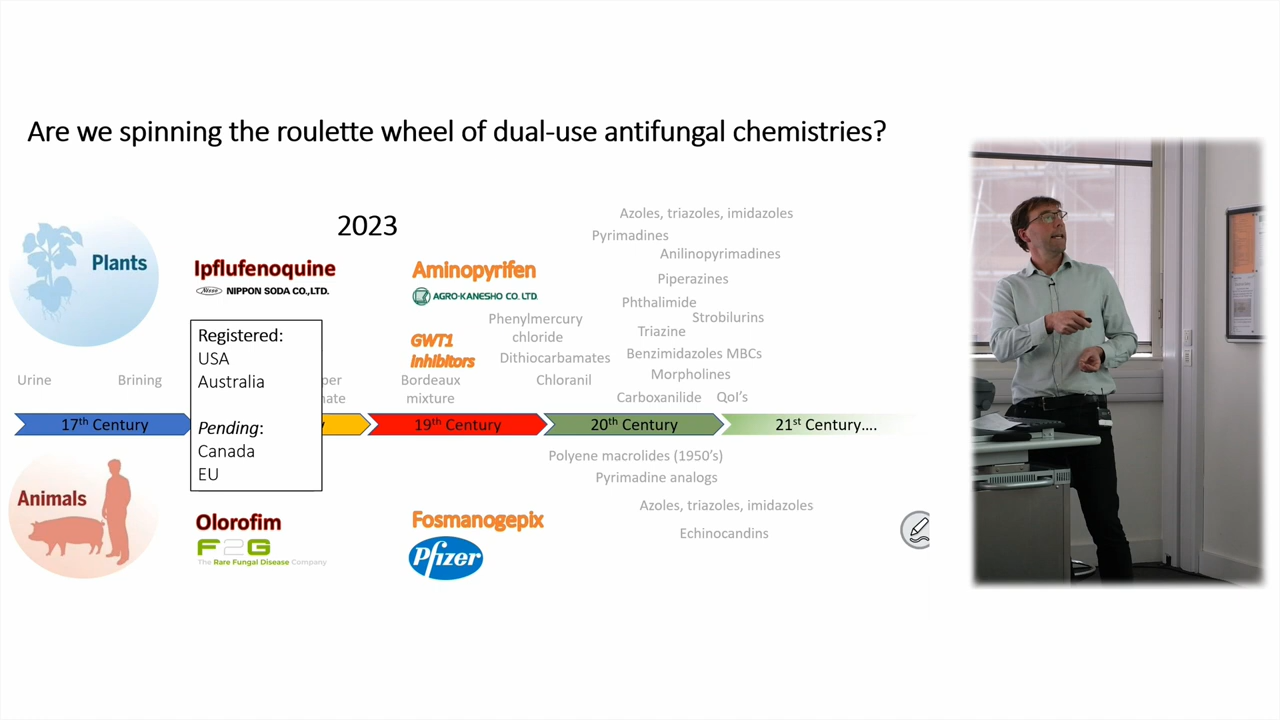 Are we spinning the roulette wheel of dual-use antifungal chemistries?
2023
Plants
Ipflufenoquine
Nisso NIPPON SODA CO.,LTD.
Aminopyrifen
AGRO-KANESHO CO. LTD.
Azoles, triazoles, imidazoles
Pyrimadines
Anilinopyrimadines
Piperazines
Phthalimide
Strobilurins
Triazine
Phenylmercury
chloride
GWT1
Inhibitors
Dithiocarbamates
Benzimidazoles MBCs
Morpholines
Urine
Brining
per
nate
Bordeaux
mixture
Chloranil
Carboxanilide
QoI's
Registered:
USA
Australia
Pending:
Canada
EU
17th Century
y
19th Century
20th Century
21st Century....
Animals
Polyene macrolides (1950's)
Pyrimadine analogs
Azoles, triazoles, imidazoles
Echinocandins
Olorofim
F2G
The Rare Fungal Disease Company
Fosmanogepix
Pfizer